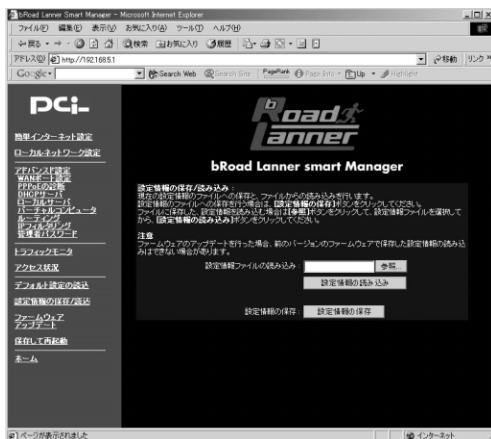 bRoad Lanner Smart Manager - Microsoft Internet Explorer
ファイル(F) 編集(E) 表示(V) お気に入り(A) ツール(T) ヘルプ(H)
戻る 検索 お気に入り 履歴
アドレス(D) http://192.168.5.1 移動 リンク
Google Search Web Search Site PageRank Page Info Up Highlight
PCi
bRoad Lanner
bRoad Lanner smart Manager
簡単インターネット設定
ローカルネットワーク設定
アドバンスド設定
WANポート設定
PPPoEの診断
DHCPサーバ
ローカルサーバ
バーチャルコンピュータ
ルーティング
IPフィルタリング
管理者パスワード
トラフィックモニタ
アクセス状況
デフォルト設定の読込
設定情報の保存/読込
ファームウェア
アップデート
保存して再起動
ホーム
設定情報の保存/読み込み:
現在の設定情報のファイルへの保存と、ファイルからの読み込みを行います。
設定情報のファイルへの保存を行う場合は、[設定情報の保存]ボタンをクリックしてください。
ファイルに保存した、設定情報を読み込む場合は[参照]ボタンをクリックして、設定情報ファイルを選択して
から、[設定情報の読み込み]ボタンをクリックしてください。
注意
ファームウェアのアップデートを行った場合、前のバージョンのファームウェアで保存した設定情報の読み込
みはできない場合があります。
設定情報ファイルの読み込み: 参照...
設定情報の読み込み
設定情報の保存: 設定情報の保存
ページが表示されました インターネット